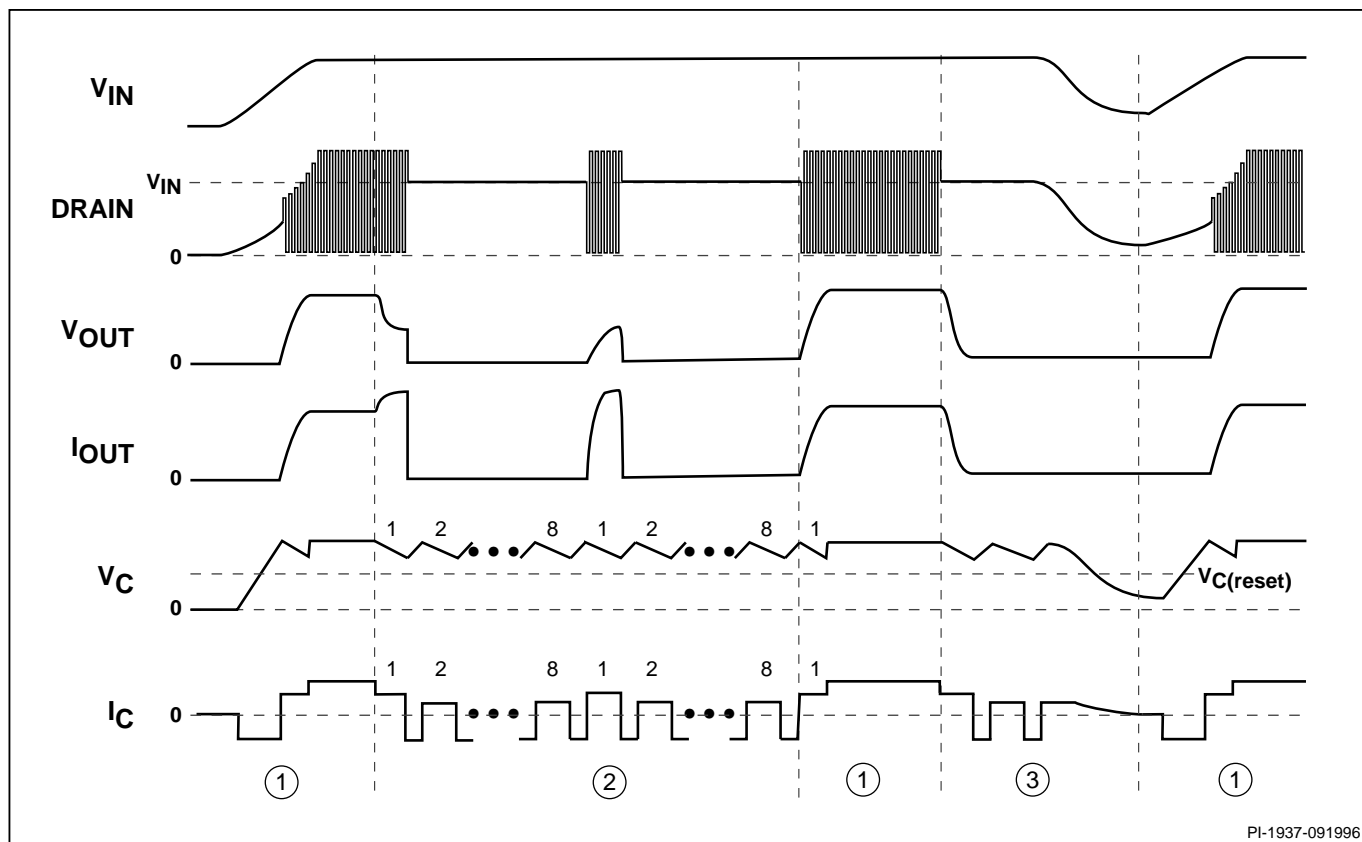 VIN
VIN
DRAIN
0
VOUT
0
IOUT
0
1 2 8 1 2 8 1
VC
VC(reset)
0
1 2 8 1 2 8 1
IC
0
1 2 1 3 1
PI-1937-091996